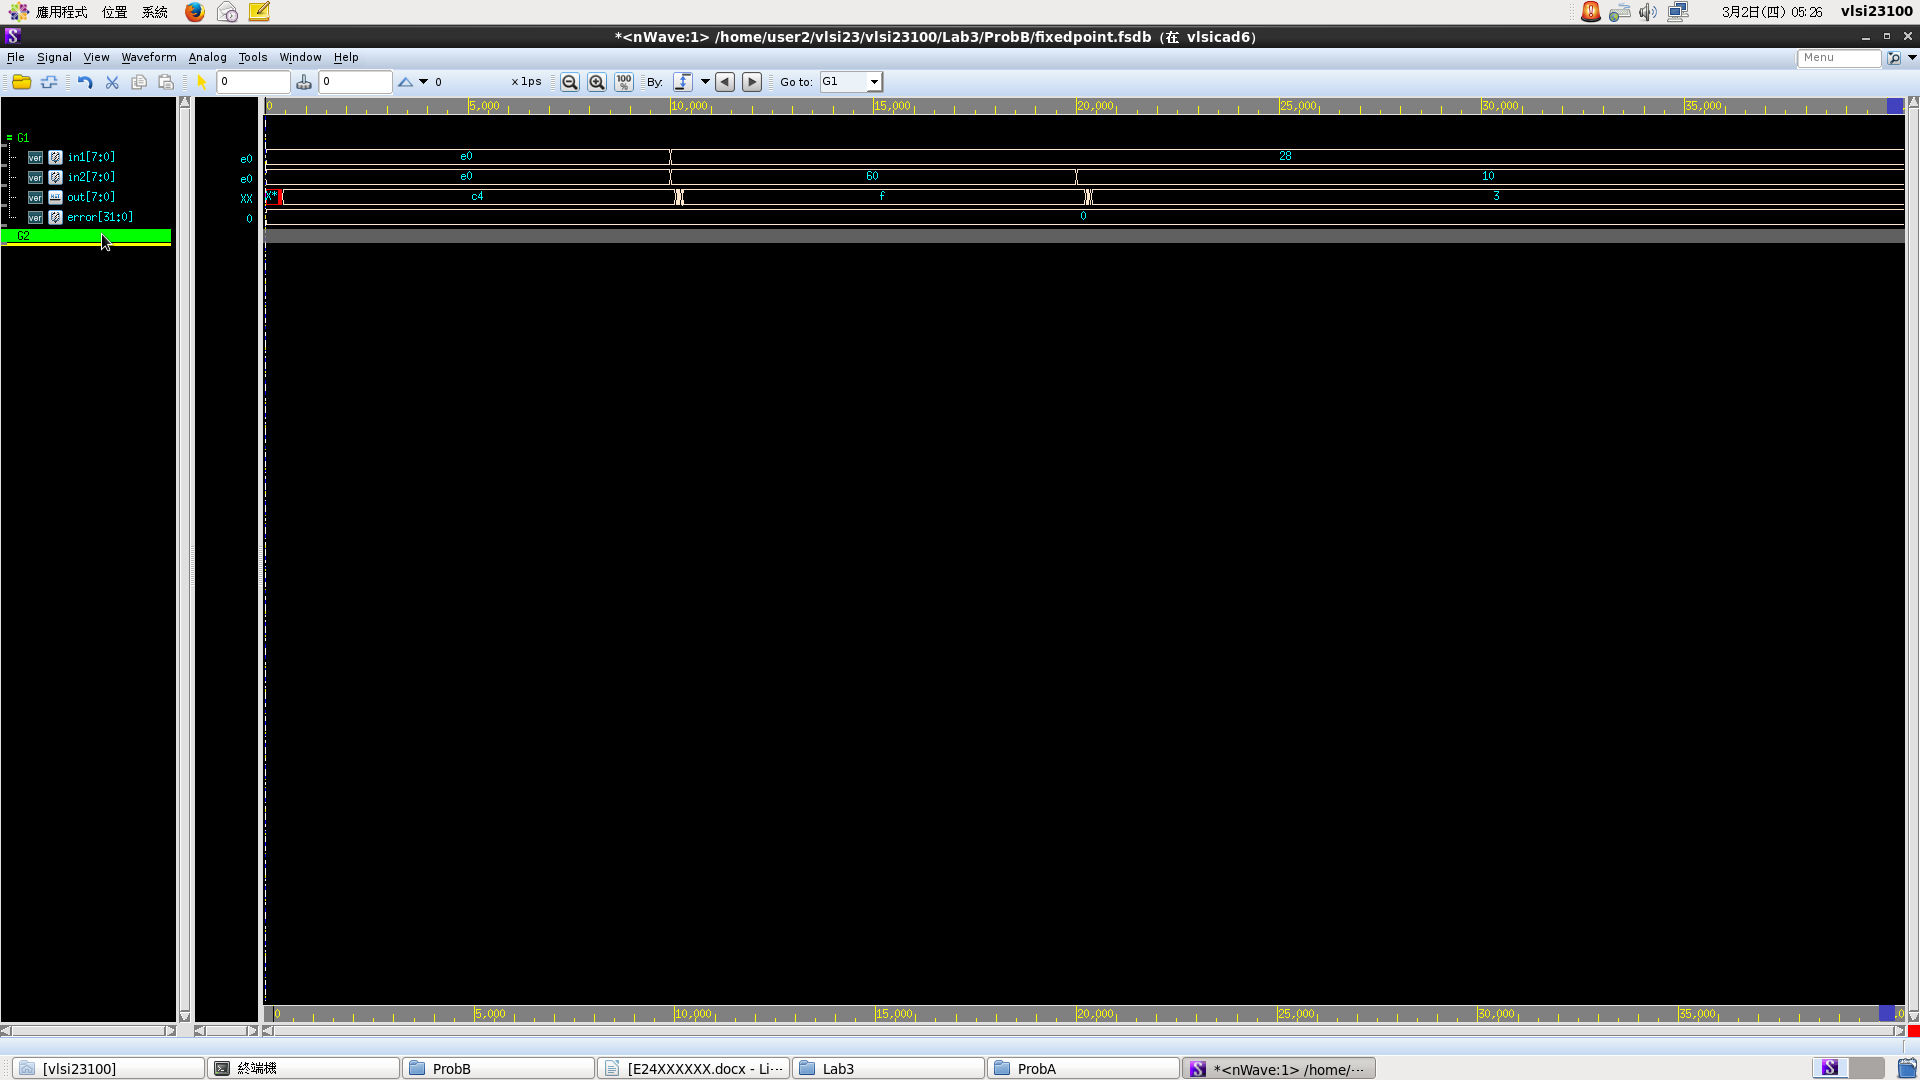 應用程式 位置 系統 3月2日(四) 05:26 vlsi23100
*<nWave:1> /home/user2/vlsi23/vlsi23100/Lab3/ProbB/fixedpoint.fsdb (在 vlsicad6)
File Signal View Waveform Analog Tools Window Help Menu
0 0 0 x 1ps 100 % By: Go to: G1
0 5,000 10,000 15,000 20,000 25,000 30,000 35,000
G1
ver in1[7:0] e0 e0 28
ver in2[7:0] e0 e0 60 10
ver out[7:0] XX X* c4 f 3
ver error[31:0] 0 0
G2
0 5,000 10,000 15,000 20,000 25,000 30,000 35,000 .0
[vlsi23100] 終端機 ProbB [E24XXXXXX.docx - Li··· Lab3 ProbA *<nWave:1> /home/···